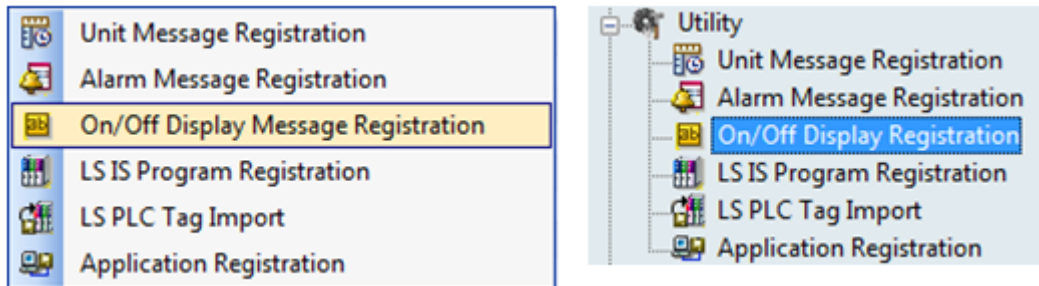 Unit Message Registration
Alarm Message Registration
On/Off Display Message Registration
LS IS Program Registration
LS PLC Tag Import
Application Registration
Utility
Unit Message Registration
Alarm Message Registration
On/Off Display Registration
LS IS Program Registration
LS PLC Tag Import
Application Registration